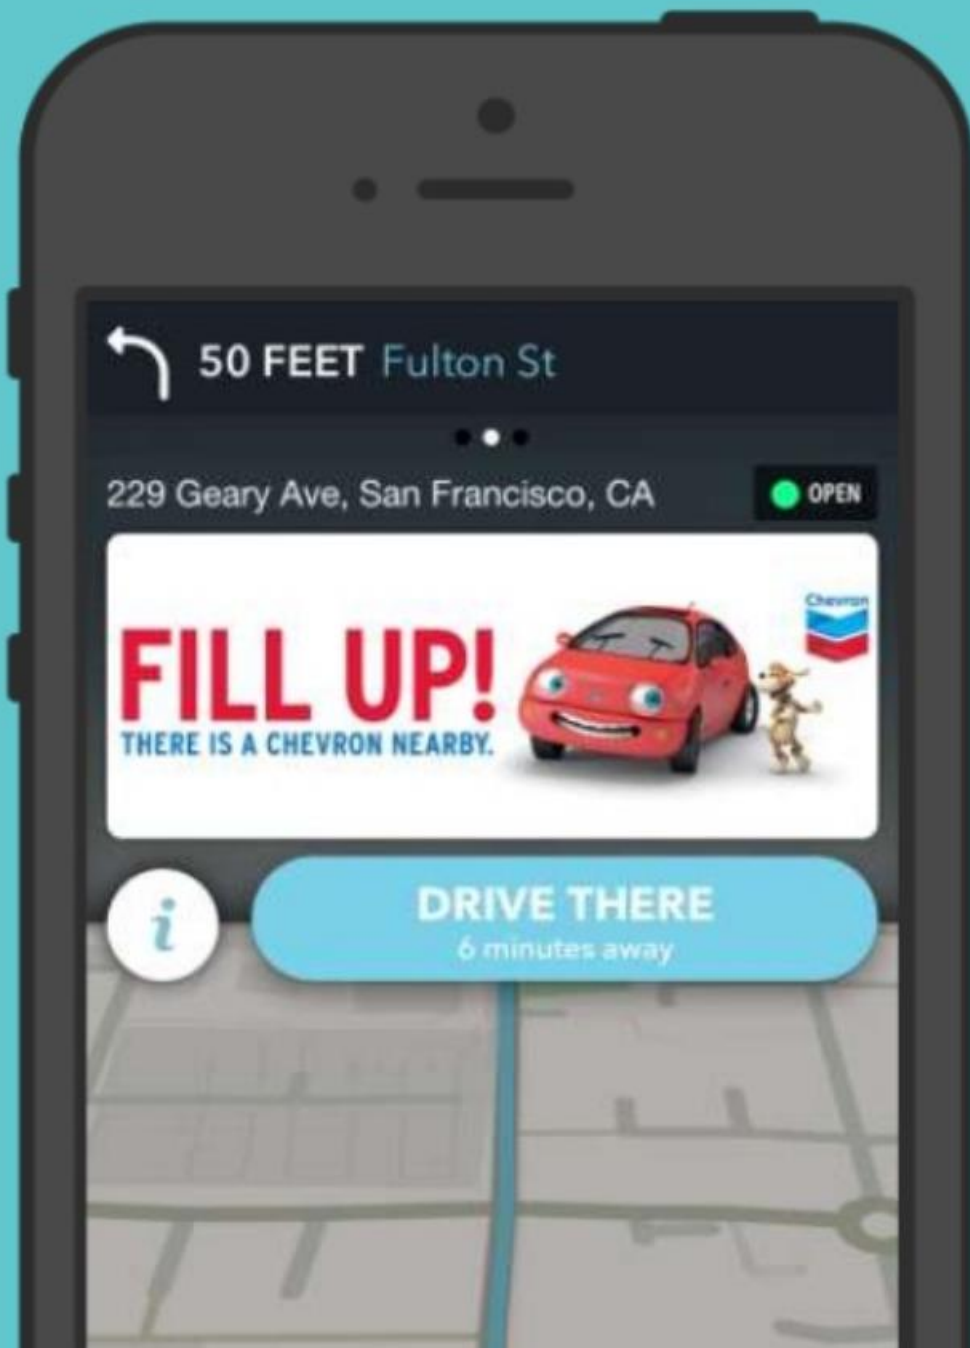 50 FEET Fulton St
229 Geary Ave, San Francisco, CA
OPEN
FILL UP!
THERE IS A CHEVRON NEARBY.
Chevron
i
DRIVE THERE
6 minutes away